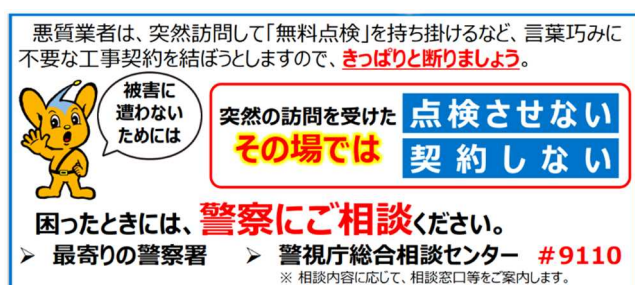 悪質業者は、突然訪問して「無料点検」を持ち掛けるなど、言葉巧みに
不要な工事契約を結ぼうとしますので、きっぱりと断りましょう。
被害に
遭わない
ためには
突然の訪問を受けた
その場では
点検させない
契約しない
困ったときには、警察にご相談ください。
➢ 最寄りの警察署 ➢ 警視庁総合相談センター #9110
※ 相談内容に応じて、相談窓口等をご案内します。